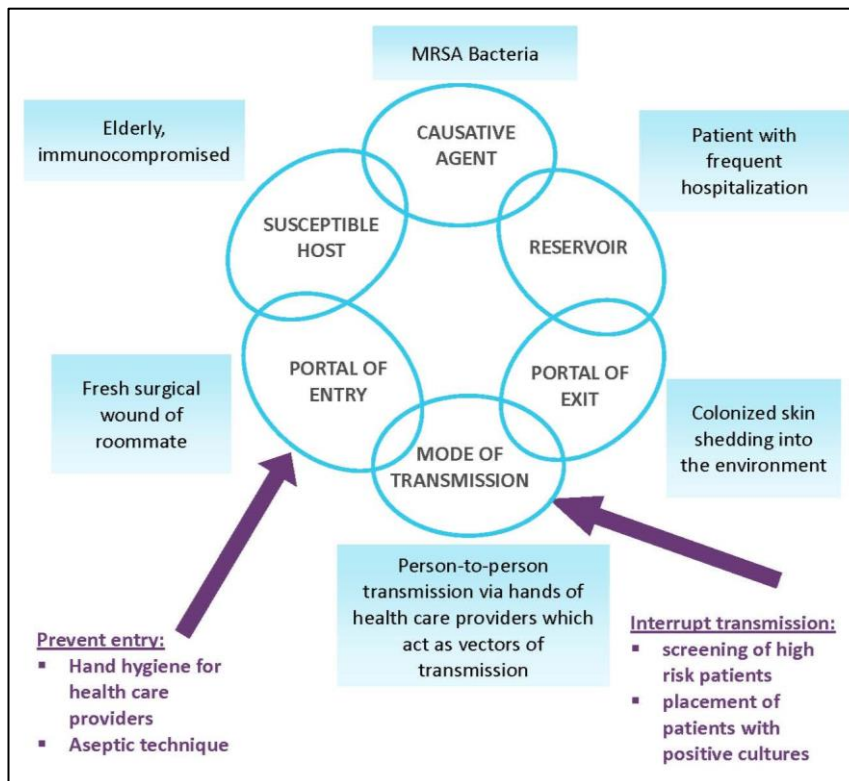 MRSA Bacteria
CAUSATIVE
AGENT
Elderly,
immunocompromised
Patient with
frequent
hospitalization
SUSCEPTIBLE
HOST
RESERVOIR
PORTAL OF
ENTRY
PORTAL OF
EXIT
Fresh surgical
wound of
roommate
Colonized skin
shedding into
the environment
MODE OF
TRANSMISSION
Person-to-person
transmission via hands of
health care providers which
act as vectors of
transmission
Prevent entry:
▪ Hand hygiene for
health care
providers
▪ Aseptic technique
Interrupt transmission:
▪ screening of high
risk patients
▪ placement of
patients with
positive cultures